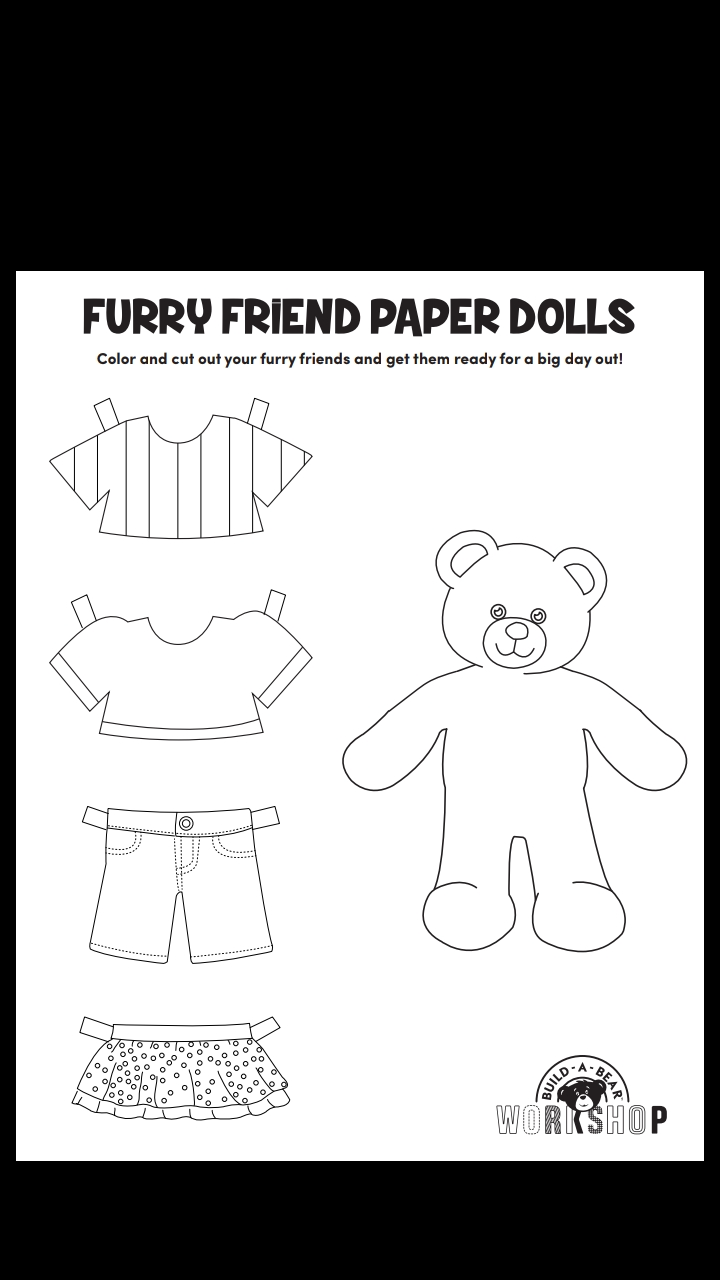 FURRY FRIEND PAPER DOLLS
Color and cut out your furry friends and get them ready for a big day out!
BUILD-A-BEAR
WORKSHOP